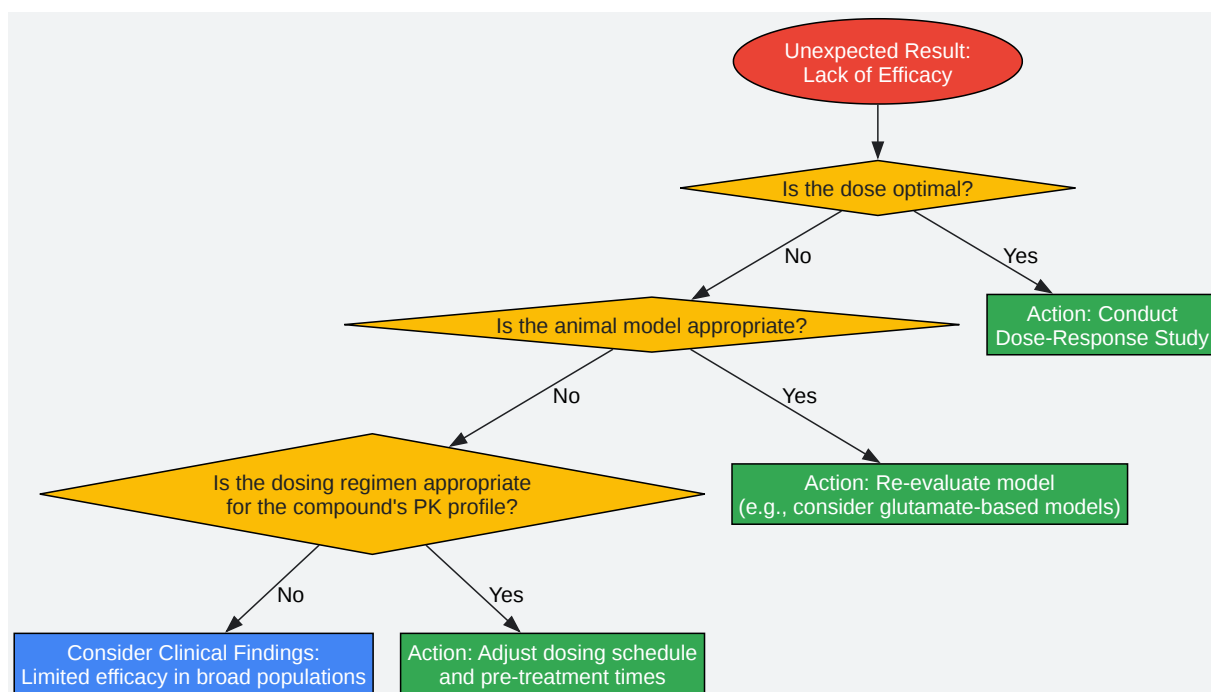 Unexpected Result:
Lack of Efficacy
Is the dose optimal?
No
Yes
Action: Conduct
Dose-Response Study
Is the animal model appropriate?
No
Yes
Is the dosing regimen appropriate
for the compound's PK profile?
Action: Re-evaluate model
(e.g., consider glutamate-based models)
No
Yes
Consider Clinical Findings:
Limited efficacy in broad populations
Action: Adjust dosing schedule
and pre-treatment times